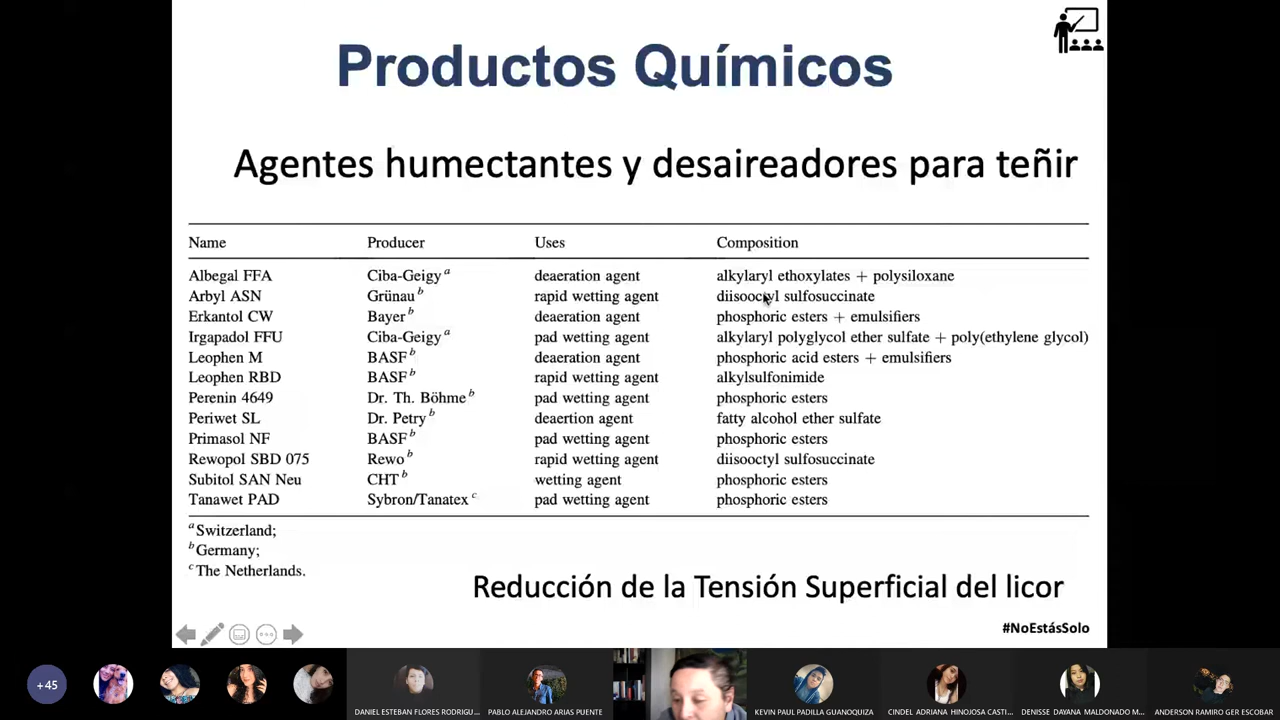 Productos Químicos
Agentes humectantes y desaireadores para teñir
Name Producer Uses Composition
Albegal FFA Ciba-Geigy a deaeration agent alkylaryl ethoxylates + polysiloxane
Arbyl ASN Grünau b rapid wetting agent diisooctyl sulfosuccinate
Erkantol CW Bayer b deaeration agent phosphoric esters + emulsifiers
Irgapadol FFU Ciba-Geigy a pad wetting agent alkylaryl polyglycol ether sulfate + poly(ethylene glycol)
Leophen M BASF b deaeration agent phosphoric acid esters + emulsifiers
Leophen RBD BASF b rapid wetting agent alkylsulfonimide
Perenin 4649 Dr. Th. Böhme b pad wetting agent phosphoric esters
Periwet SL Dr. Petry b deaertion agent fatty alcohol ether sulfate
Primasol NF BASF b pad wetting agent phosphoric esters
Rewopol SBD 075 Rewo b rapid wetting agent diisooctyl sulfosuccinate
Subitol SAN Neu CHT b wetting agent phosphoric esters
Tanawet PAD Sybron/Tanatex c pad wetting agent phosphoric esters
a Switzerland;
b Germany;
c The Netherlands.
Reducción de la Tensión Superficial del licor
#NoEstásSolo
+45
DANIEL ESTEBAN FLORES RODRIGU... PABLO ALEJANDRO ARIAS PUENTE KEVIN PAUL PADILLA GUANOQUIZA CINDEL ADRIANA HINOJOSA CASTI... DENISSE DAYANA MALDONADO M... ANDERSON RAMIRO GER ESCOBAR